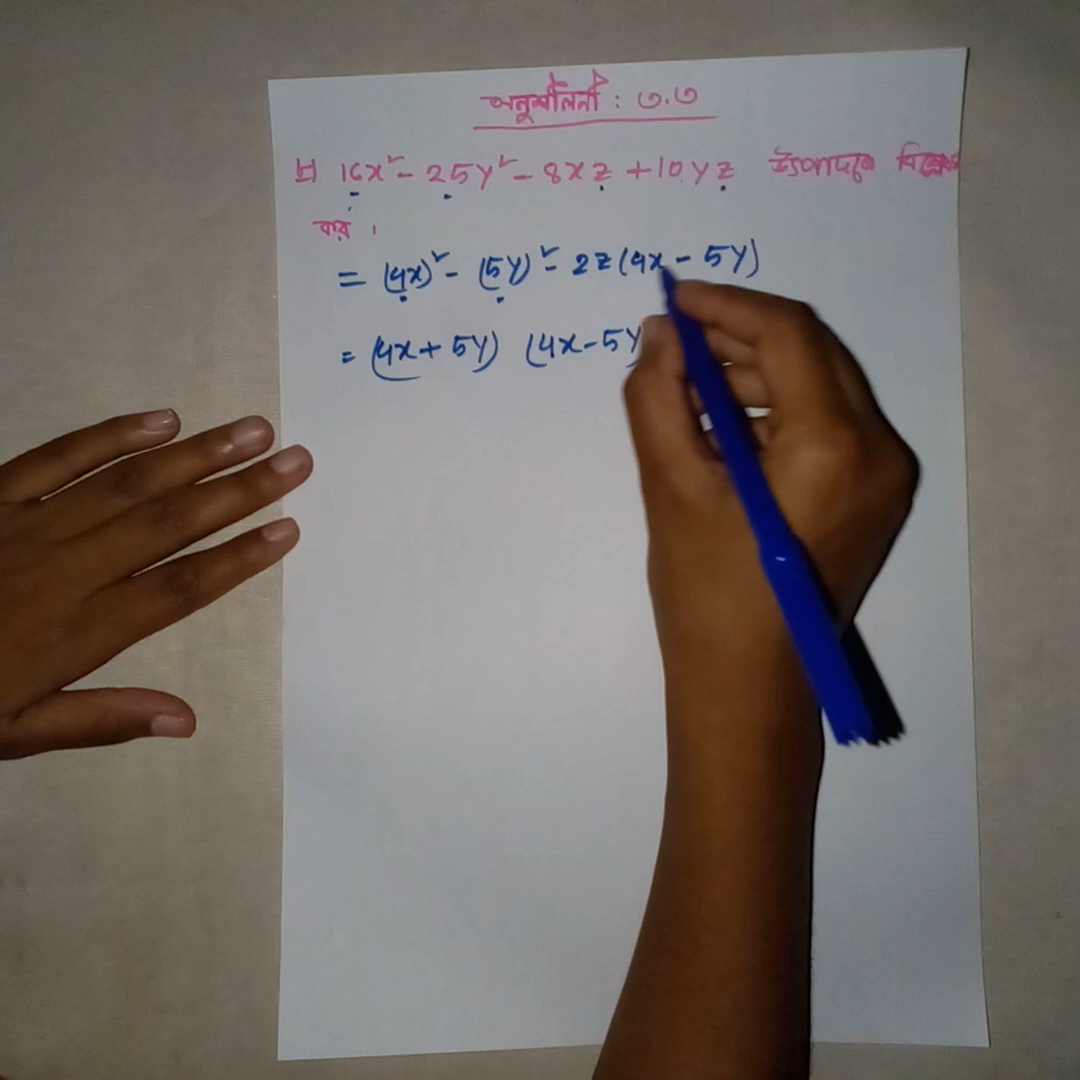 অনুশীলনী : ৩.৩
১। 16x² - 25y² - 8xz + 10yz উৎপাদকে বিশ্লেষণ
কর ।
= (4x)² - (5y)² - 2z(4x - 5y)
= (4x + 5y) (4x - 5y